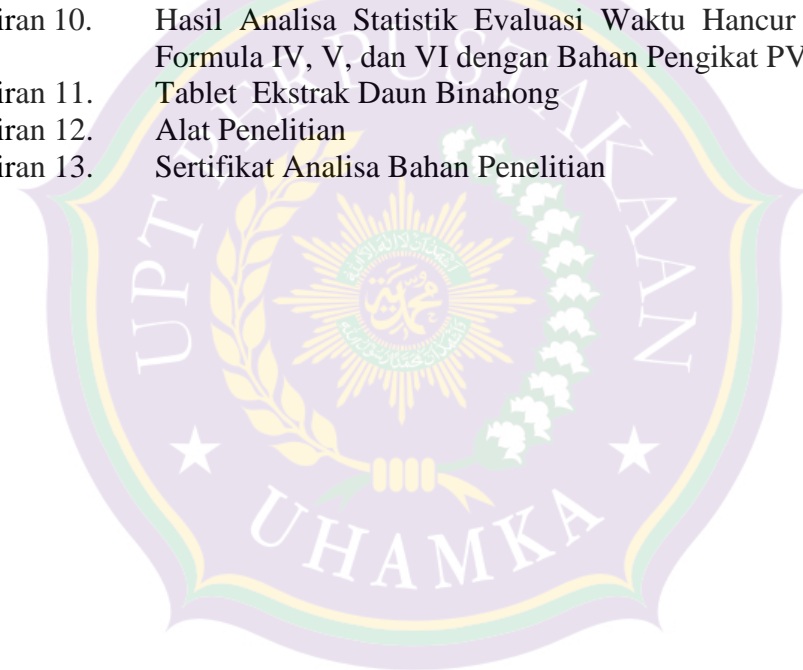 iran 10. Hasil Analisa Statistik Evaluasi Waktu Hancur
Formula IV, V, dan VI dengan Bahan Pengikat PV
iran 11. Tablet Ekstrak Daun Binahong
iran 12. Alat Penelitian
iran 13. Sertifikat Analisa Bahan Penelitian
UPT PERPUSTAKAAN
UHAMKA